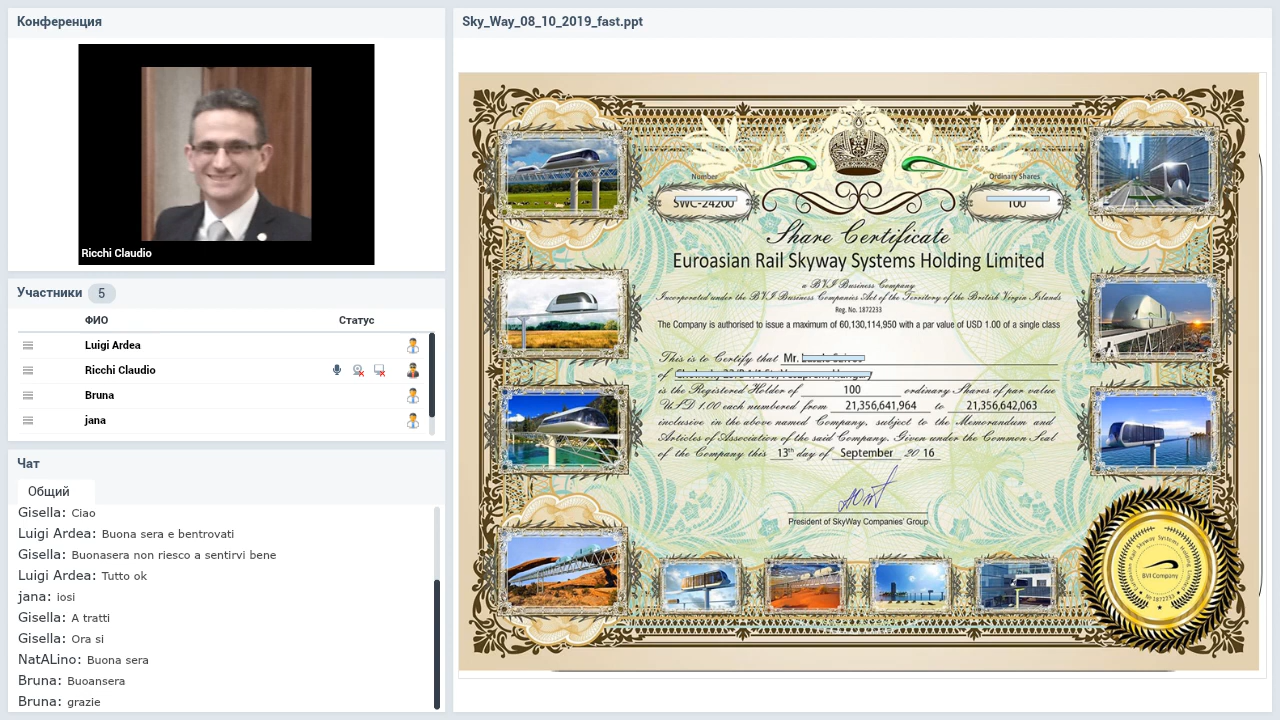 Конференция
Ricchi Claudio
Участники 5
ФИО Статус
Luigi Ardea
Ricchi Claudio
Bruna
jana
Чат
Общий
Gisella: Ciao
Luigi Ardea: Buona sera e bentrovati
Gisella: Buonasera non riesco a sentirvi bene
Luigi Ardea: Tutto ok
jana: iosi
Gisella: A tratti
Gisella: Ora si
NatALino: Buona sera
Bruna: Buoansera
Bruna: grazie
Sky_Way_08_10_2019_fast.ppt
Number
SWC-24200
Ordinary Shares
100
Share Certificate
Euroasian Rail Skyway Systems Holding Limited
a BVI Business Company
Incorporated under the BVI Business Companies Act of the Territory of the British Virgin Islands
Reg. No. 1872233
The Company is authorised to issue a maximum of 60,130,114,950 with a par value of USD 1.00 of a single class
This is to Certify that Mr.
of
is the Registered Holder of 100 ordinary Shares of par value
USD 1.00 each numbered from 21,356,641,964 to 21,356,642,063
inclusive in the above named Company, subject to the Memorandum and
Articles of Association of the said Company. Given under the Common Seal
of the Company this 13th day of September 20 16
President of SkyWay Companies' Group
Euroasian Rail Skyway Systems Holding Limited
BVI Company
1872233